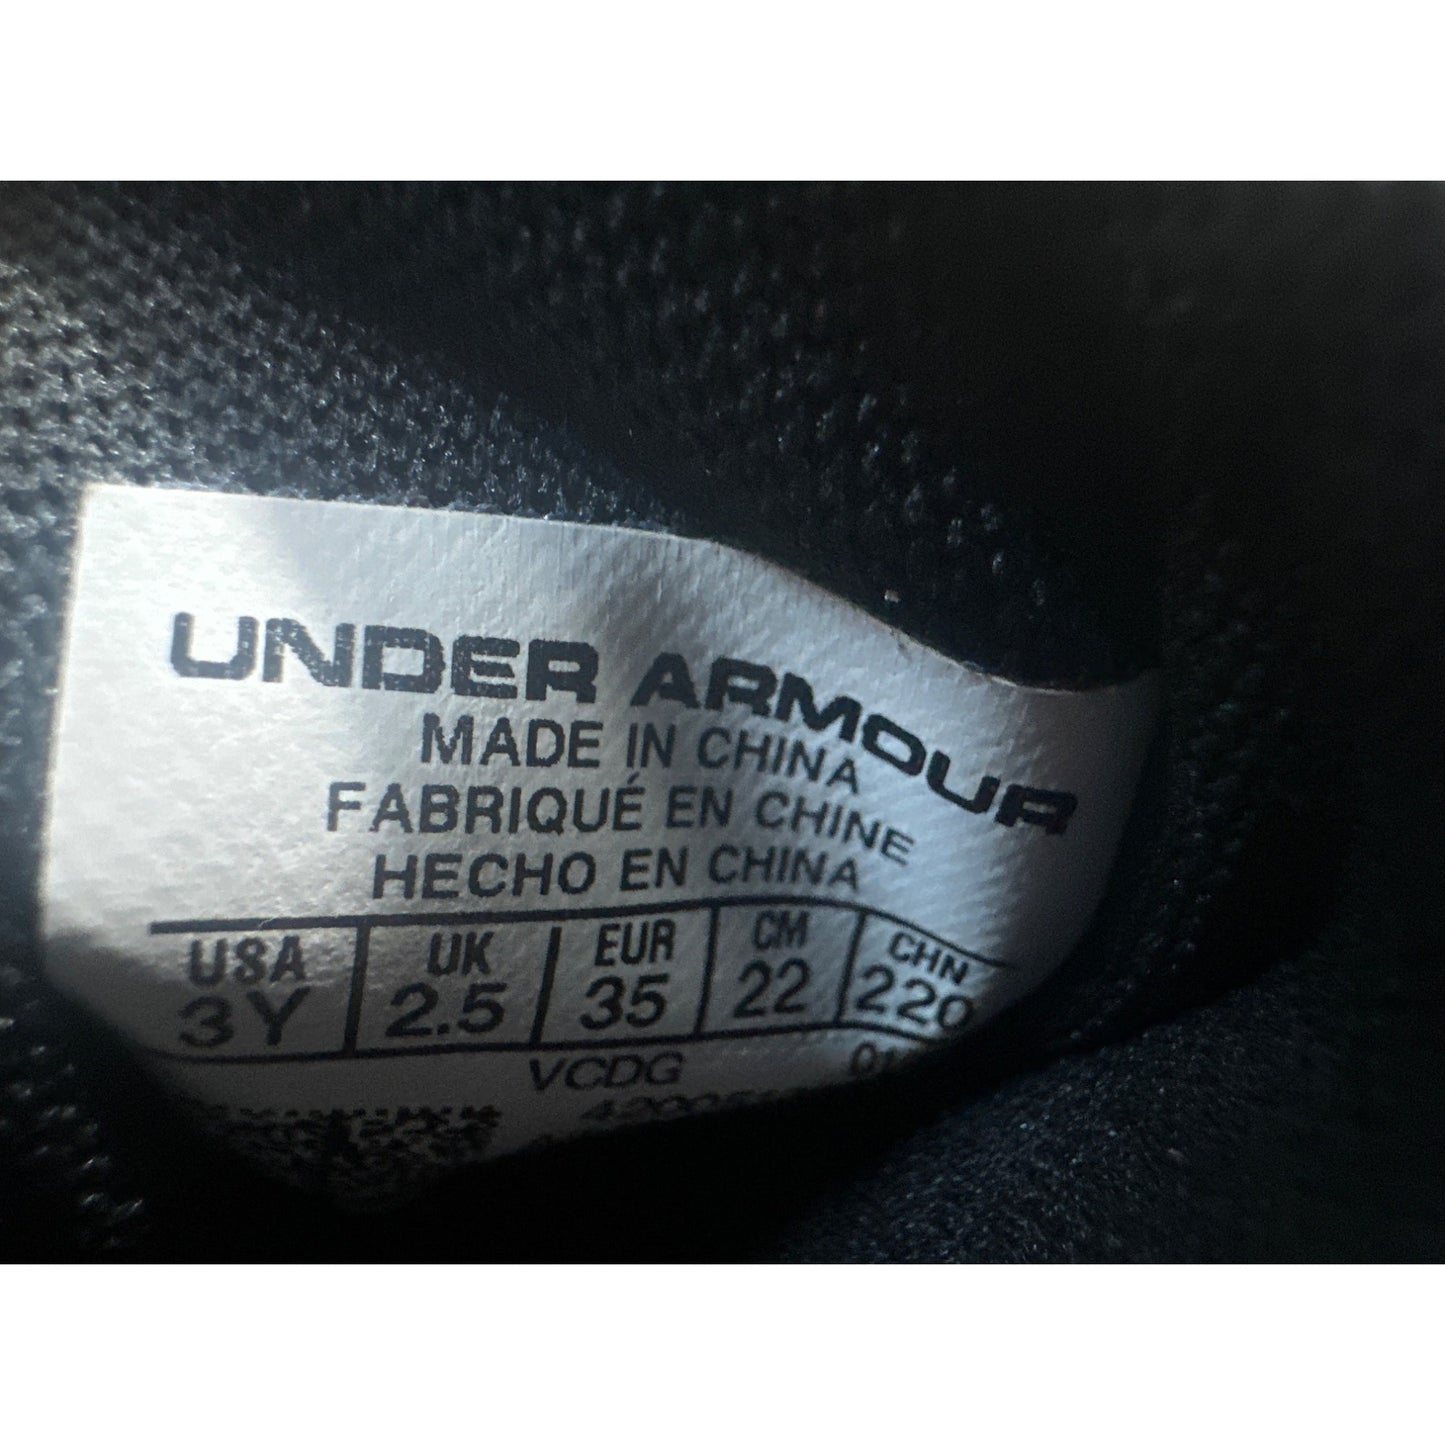 UNDER ARMOUR
MADE IN CHINA
FABRIQUÉ EN CHINE
HECHO EN CHINA
USA UK EUR CM CHN
3Y 2.5 35 22 220
VCDG